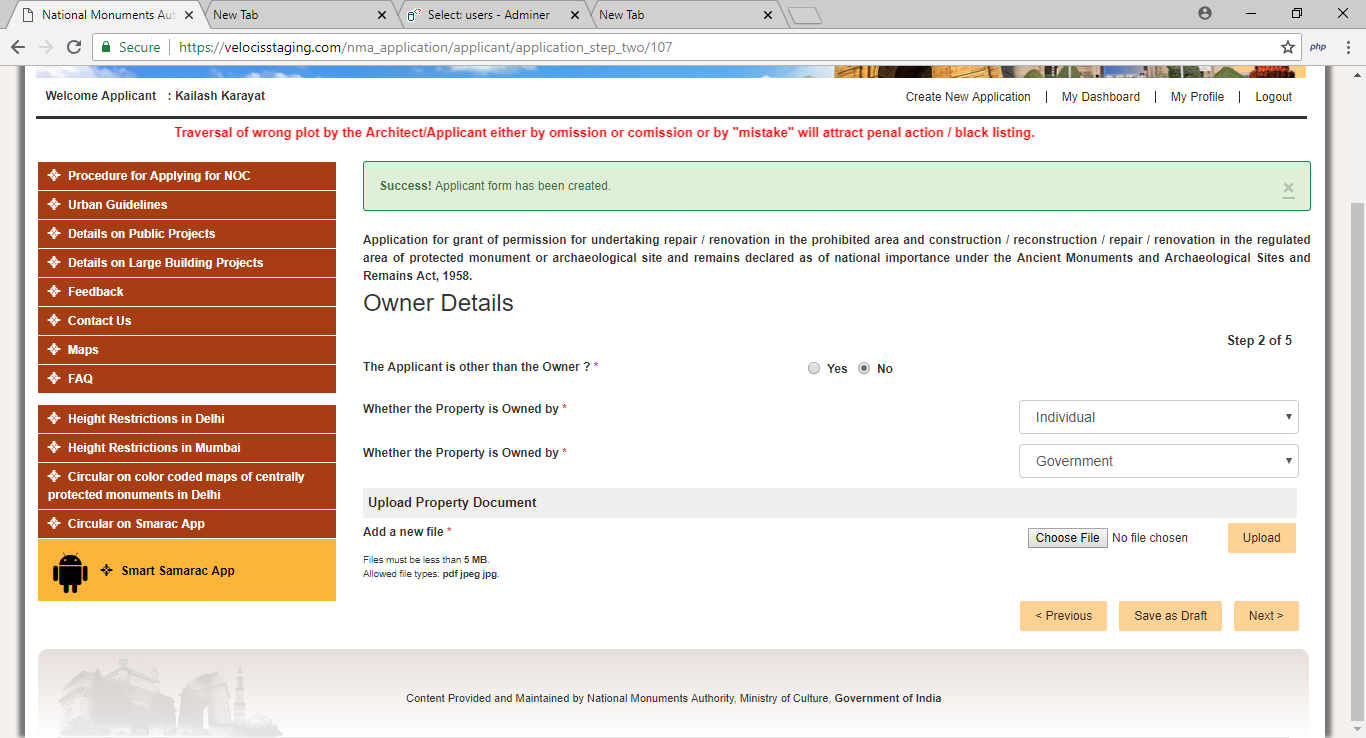 National Monuments Aut
New Tab
Select: users - Adminer
New Tab
Secure
https://velocisstaging.com/nma_application/applicant/application_step_two/107
php
Welcome Applicant : Kailash Karayat
Create New Application | My Dashboard | My Profile | Logout
Traversal of wrong plot by the Architect/Applicant either by omission or comission or by "mistake" will attract penal action / black listing.
Procedure for Applying for NOC
Urban Guidelines
Details on Public Projects
Details on Large Building Projects
Feedback
Contact Us
Maps
FAQ
Height Restrictions in Delhi
Height Restrictions in Mumbai
Circular on color coded maps of centrally
protected monuments in Delhi
Circular on Smarac App
Smart Samarac App
Success! Applicant form has been created.
×
Application for grant of permission for undertaking repair / renovation in the prohibited area and construction / reconstruction / repair / renovation in the regulated
area of protected monument or archaeological site and remains declared as of national importance under the Ancient Monuments and Archaeological Sites and
Remains Act, 1958.
Owner Details
Step 2 of 5
The Applicant is other than the Owner ? *
Yes No
Whether the Property is Owned by *
Individual
Whether the Property is Owned by *
Government
Upload Property Document
Add a new file *
Choose File No file chosen
Upload
Files must be less than 5 MB.
Allowed file types: pdf jpeg jpg.
< Previous
Save as Draft
Next >
Content Provided and Maintained by National Monuments Authority, Ministry of Culture, Government of India